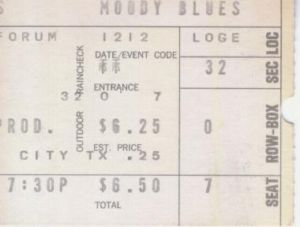 S MOODY BLUES
FORUM 1212 LOGE
RAINCHECK DATE/EVENT CODE SEC LOC
32
ENTRANCE
32 0 7
PROD. OUTDOOR $6.25 0 ROW-BOX
EST. PRICE
CITY TX .25
7:30P $6.50 7 SEAT
TOTAL